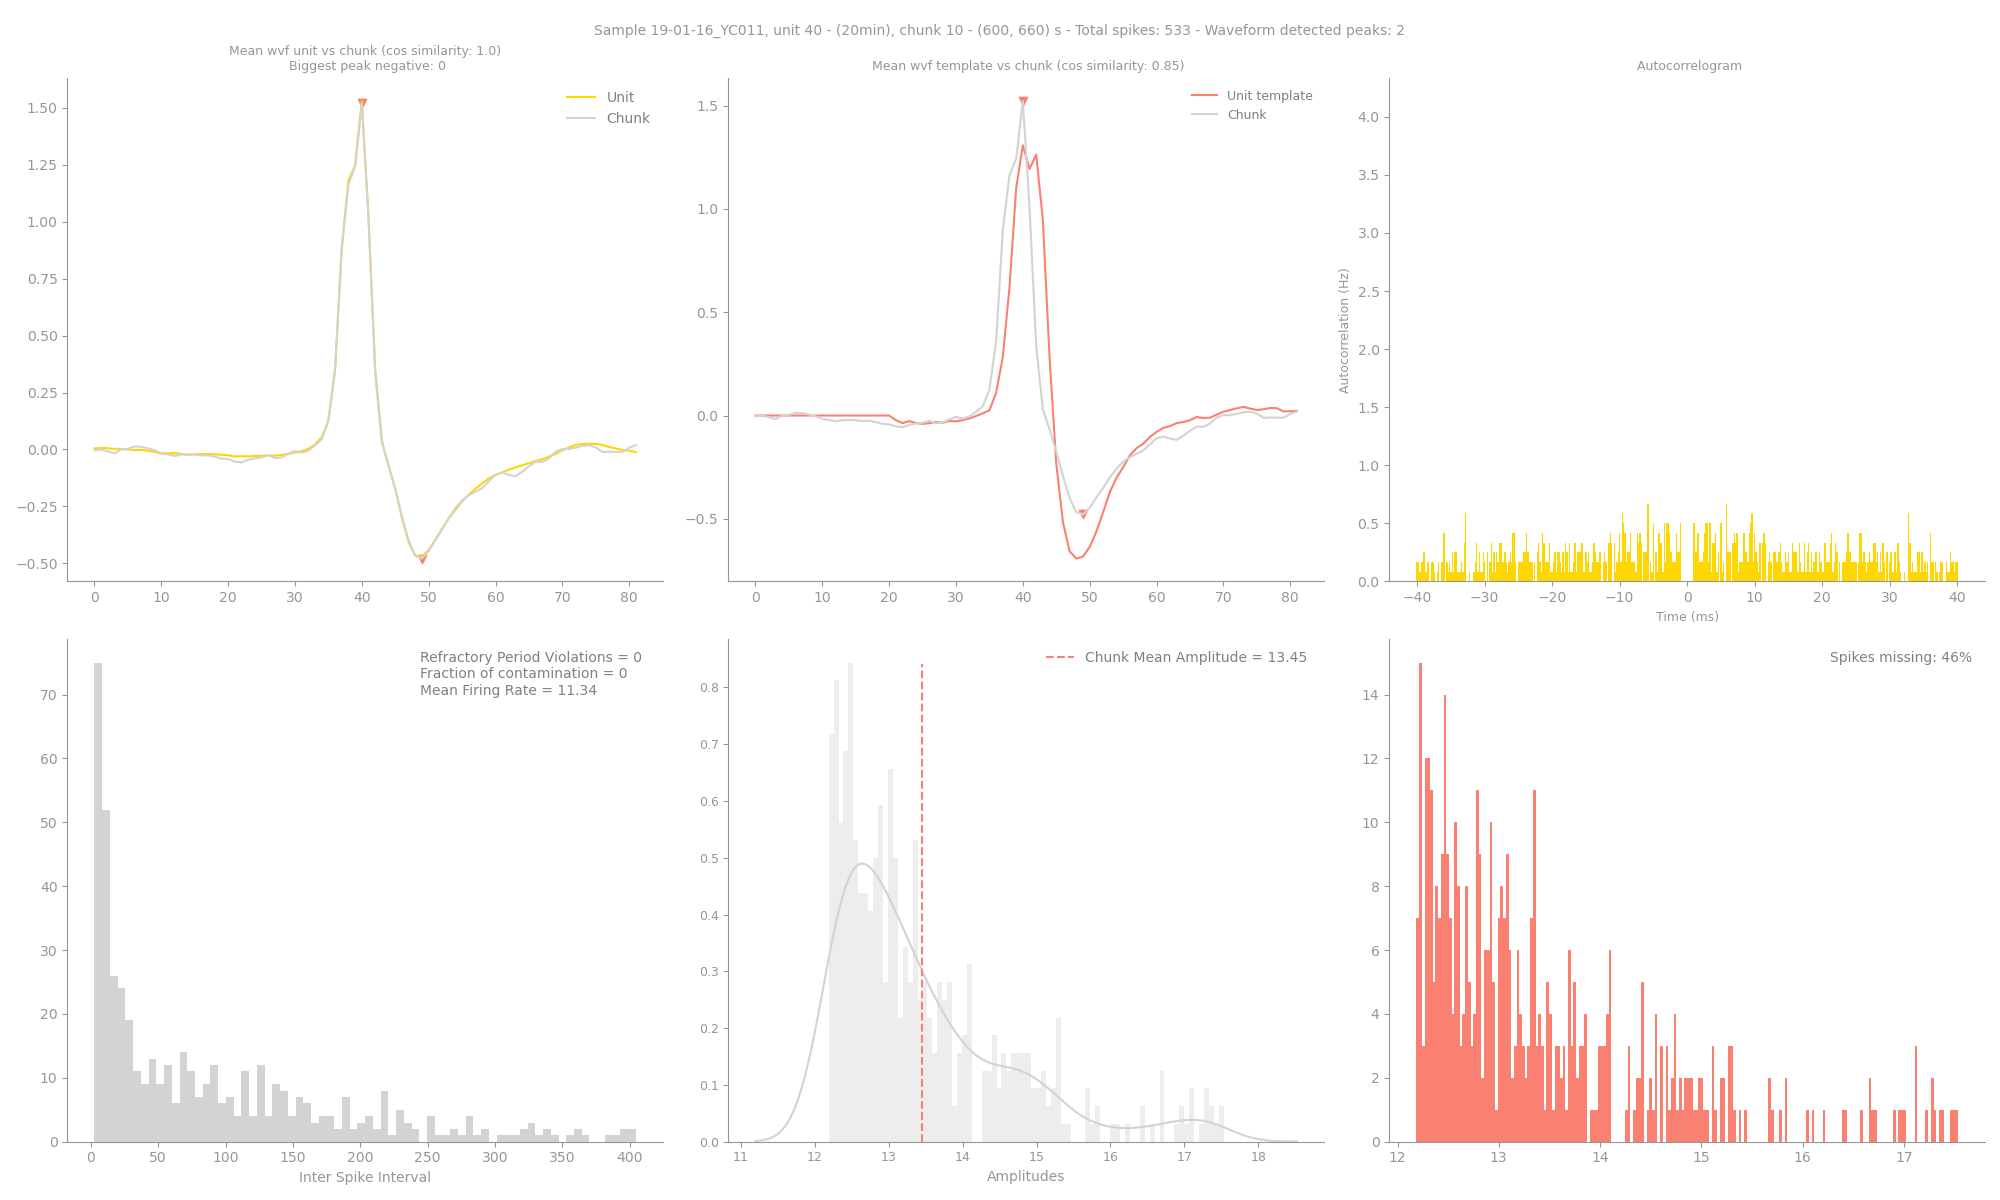 Sample 19-01-16_YC011, unit 40 - (20min), chunk 10 - (600, 660) s - Total spikes: 533 - Waveform detected peaks: 2
Mean wvf unit vs chunk (cos similarity: 1.0)
Biggest peak negative: 0
Unit
Chunk
1.50
1.25
1.00
0.75
0.50
0.25
0.00
−0.25
−0.50
0 10 20 30 40 50 60 70 80
Mean wvf template vs chunk (cos similarity: 0.85)
Unit template
Chunk
1.5
1.0
0.5
0.0
−0.5
0 10 20 30 40 50 60 70 80
Autocorrelogram
Autocorrelation (Hz)
4.0
3.5
3.0
2.5
2.0
1.5
1.0
0.5
0.0
−40 −30 −20 −10 0 10 20 30 40
Time (ms)
Refractory Period Violations = 0
Fraction of contamination = 0
Mean Firing Rate = 11.34
70
60
50
40
30
20
10
0
0 50 100 150 200 250 300 350 400
Inter Spike Interval
Chunk Mean Amplitude = 13.45
0.8
0.7
0.6
0.5
0.4
0.3
0.2
0.1
0.0
11 12 13 14 15 16 17 18
Amplitudes
Spikes missing: 46%
14
12
10
8
6
4
2
0
12 13 14 15 16 17